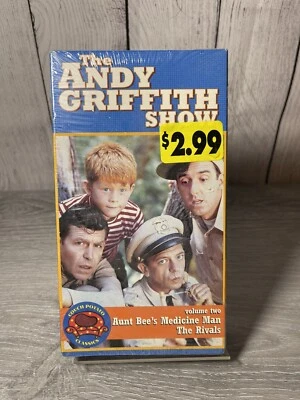 The
ANDY
GRIFFITH
SHOW
$2.99
COUCH POTATO
CLASSICS
volume two
Aunt Bee's Medicine Man
The Rivals